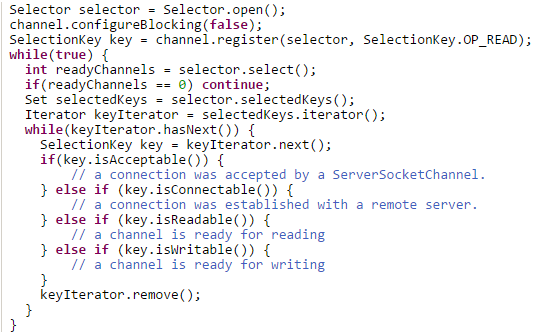 Selector selector = Selector.open();
channel.configureBlocking(false);
SelectionKey key = channel.register(selector, SelectionKey.OP_READ);
while(true) {
  int readyChannels = selector.select();
  if(readyChannels == 0) continue;
  Set selectedKeys = selector.selectedKeys();
  Iterator keyIterator = selectedKeys.iterator();
  while(keyIterator.hasNext()) {
    SelectionKey key = keyIterator.next();
    if(key.isAcceptable()) {
        // a connection was accepted by a ServerSocketChannel.
    } else if (key.isConnectable()) {
        // a connection was established with a remote server.
    } else if (key.isReadable()) {
        // a channel is ready for reading
    } else if (key.isWritable()) {
        // a channel is ready for writing
    }
    keyIterator.remove();
  }
}